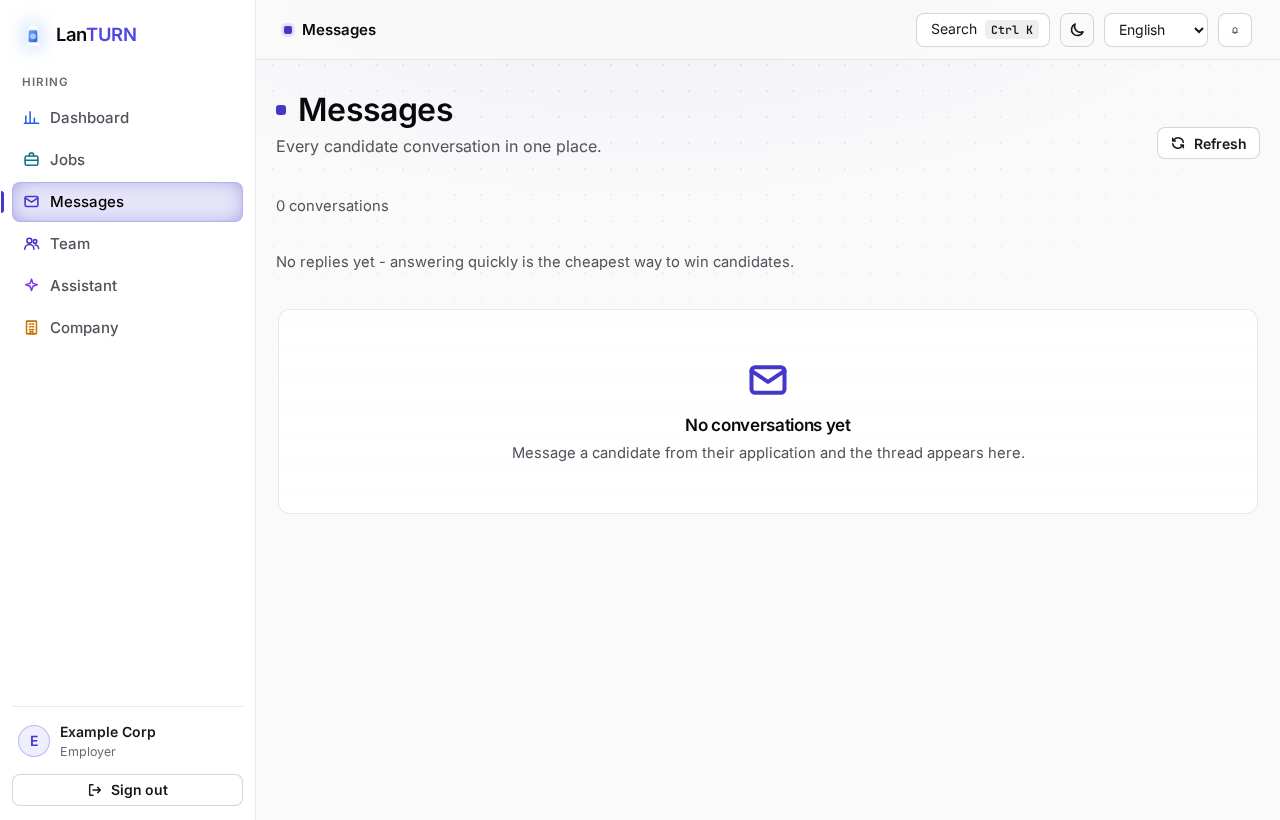 LanTURN
HIRING
Dashboard
Jobs
Messages
Team
Assistant
Company
Example Corp
E
Employer
Sign out
Messages
Search Ctrl K
English
Messages
Every candidate conversation in one place.
Refresh
0 conversations
No replies yet - answering quickly is the cheapest way to win candidates.
No conversations yet
Message a candidate from their application and the thread appears here.